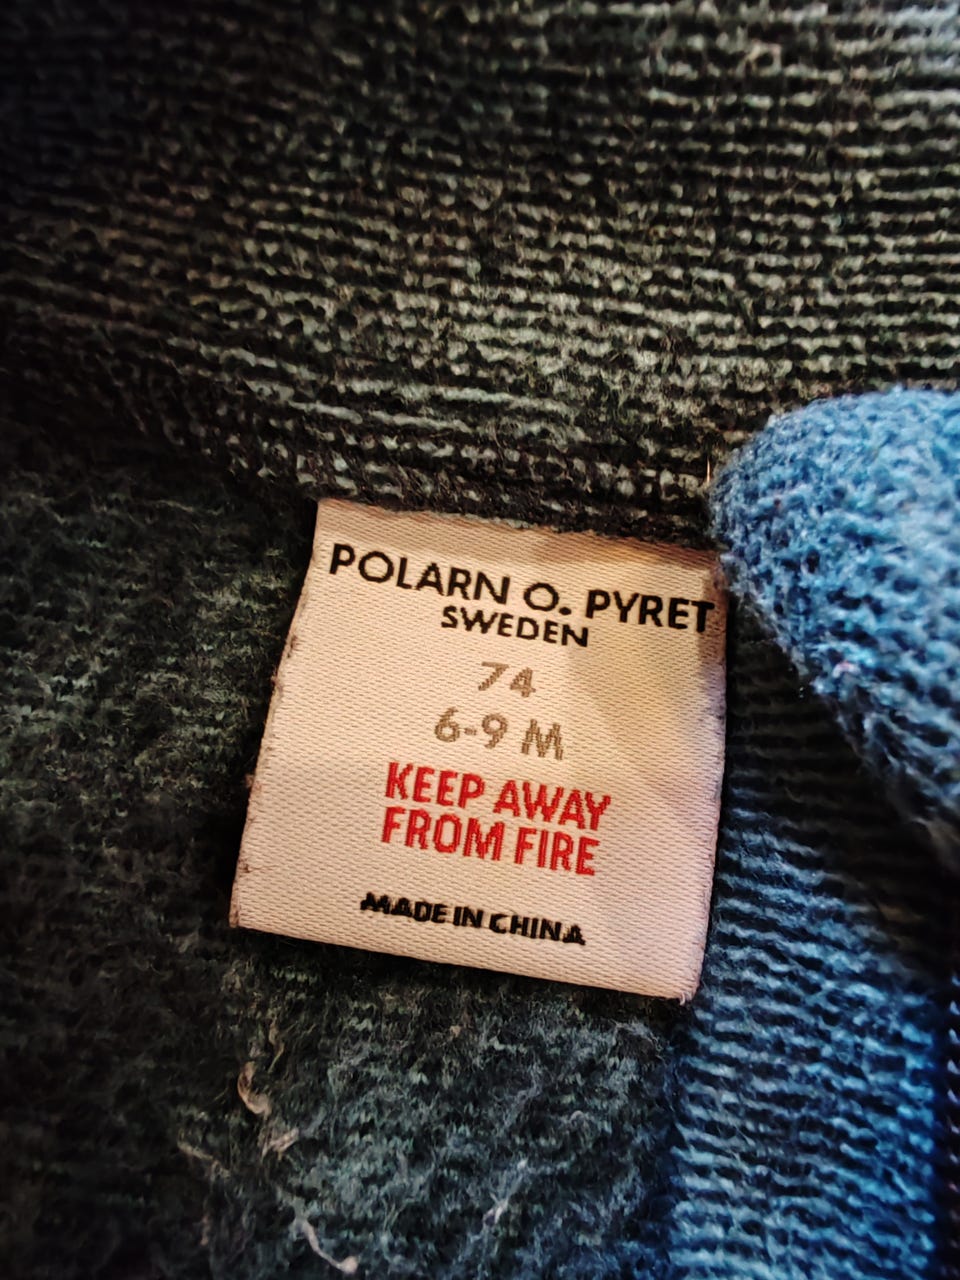 POLARN O. PYRET
SWEDEN
74
6-9 M
KEEP AWAY
FROM FIRE
MADE IN CHINA